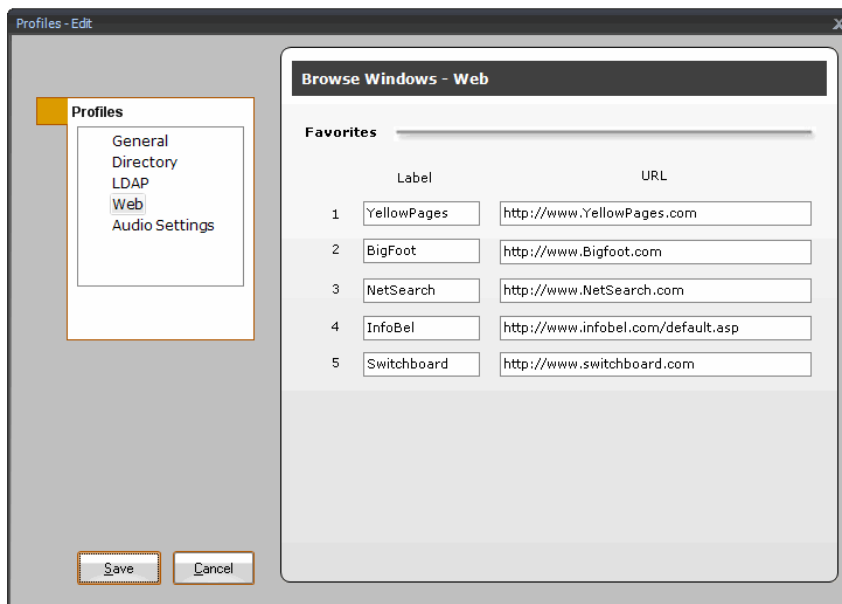 Profiles - Edit
X
Profiles
General
Directory
LDAP
Web
Audio Settings
Browse Windows - Web
Favorites
Label URL
1 YellowPages http://www.YellowPages.com
2 BigFoot http://www.Bigfoot.com
3 NetSearch http://www.NetSearch.com
4 InfoBel http://www.infobel.com/default.asp
5 Switchboard http://www.switchboard.com
Save Cancel